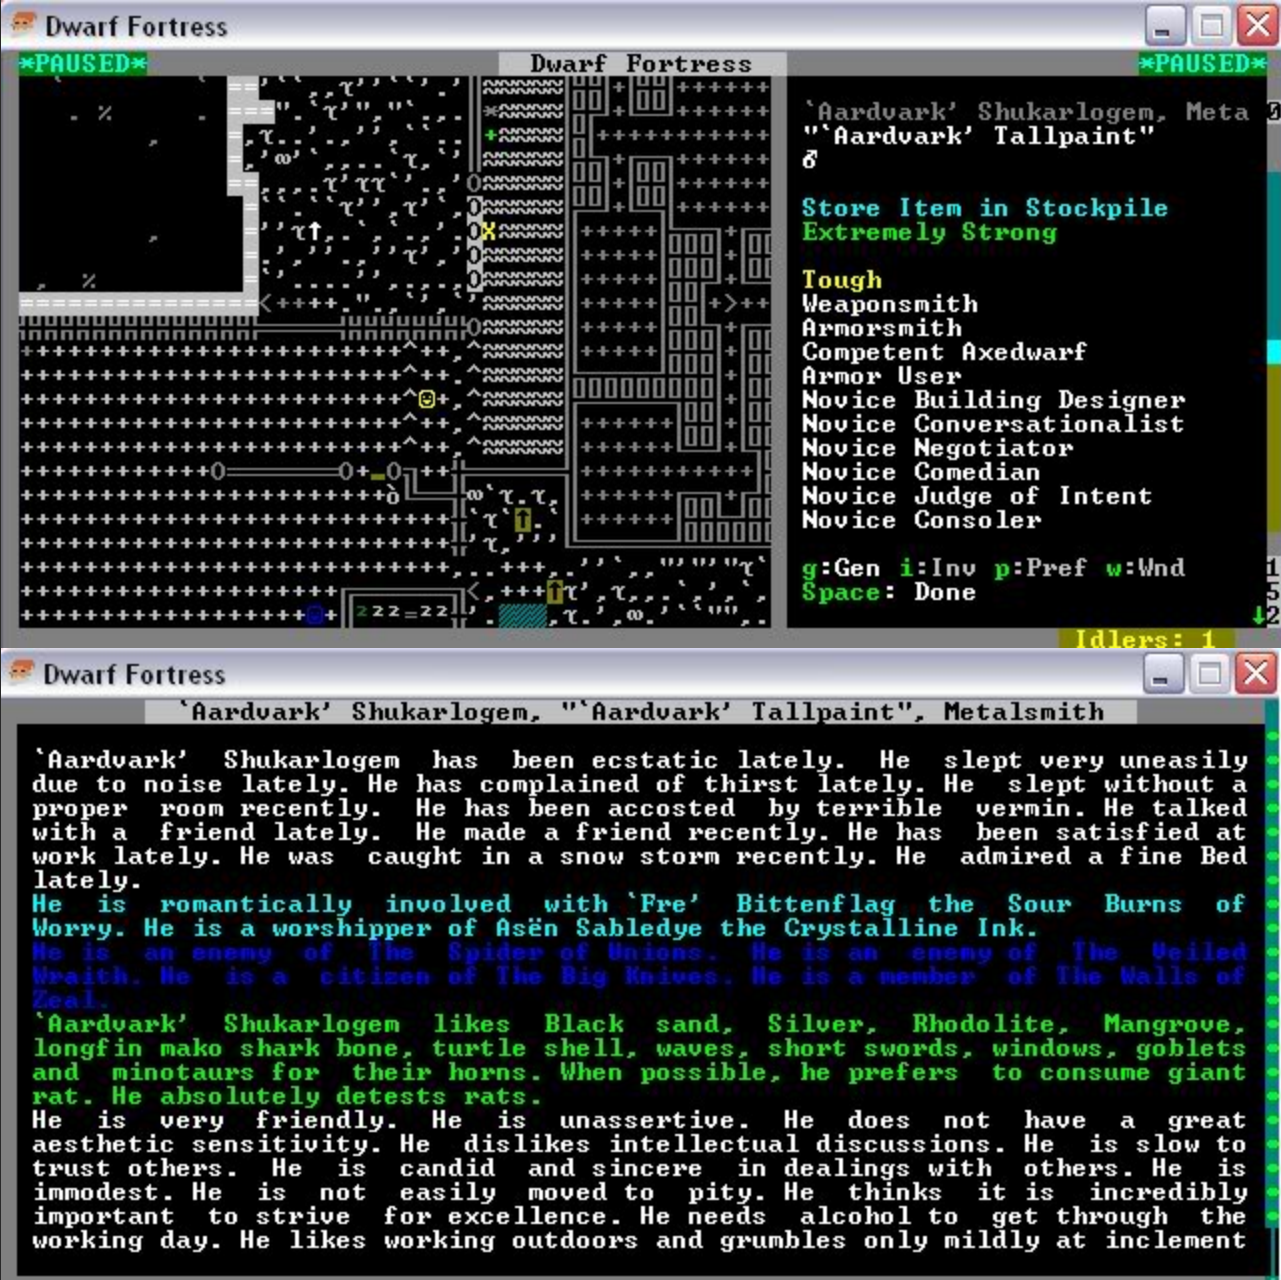 Dwarf Fortress
*PAUSED* Dwarf Fortress *PAUSED*
`Aardvark' Shukarlogem, Meta
"`Aardvark' Tallpaint"
♂
Store Item in Stockpile
Extremely Strong
Tough
Weaponsmith
Armorsmith
Competent Axedwarf
Armor User
Novice Building Designer
Novice Conversationalist
Novice Negotiator
Novice Comedian
Novice Judge of Intent
Novice Consoler
g:Gen i:Inv p:Pref w:Wnd
Space: Done
Idlers: 1
Dwarf Fortress
`Aardvark' Shukarlogem, "`Aardvark' Tallpaint", Metalsmith
`Aardvark' Shukarlogem has been ecstatic lately. He slept very uneasily
due to noise lately. He has complained of thirst lately. He slept without a
proper room recently. He has been accosted by terrible vermin. He talked
with a friend lately. He made a friend recently. He has been satisfied at
work lately. He was caught in a snow storm recently. He admired a fine Bed
lately.
He is romantically involved with `Fre' Bittenflag the Sour Burns of
Worry. He is a worshipper of Asën Sabledye the Crystalline Ink.
He is an enemy of The Spider of Unions. He is an enemy of The Veiled
Wraith. He is a citizen of The Big Knives. He is a member of The Walls of
Zeal.
`Aardvark' Shukarlogem likes Black sand, Silver, Rhodolite, Mangrove,
longfin mako shark bone, turtle shell, waves, short swords, windows, goblets
and minotaurs for their horns. When possible, he prefers to consume giant
rat. He absolutely detests rats.
He is very friendly. He is unassertive. He does not have a great
aesthetic sensitivity. He dislikes intellectual discussions. He is slow to
trust others. He is candid and sincere in dealings with others. He is
immodest. He is not easily moved to pity. He thinks it is incredibly
important to strive for excellence. He needs alcohol to get through the
working day. He likes working outdoors and grumbles only mildly at inclement